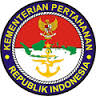 KEMENTERIAN PERTAHANAN
REPUBLIK INDONESIA